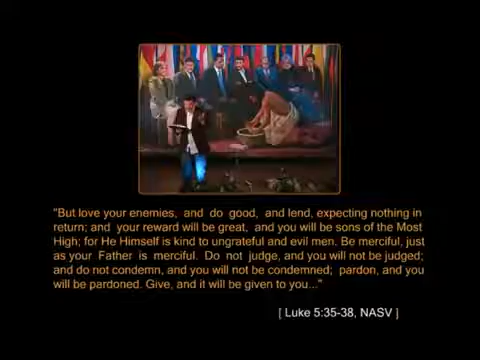 "But love your enemies, and do good, and lend, expecting nothing in
return; and your reward will be great, and you will be sons of the Most
High; for He Himself is kind to ungrateful and evil men. Be merciful, just
as your Father is merciful. Do not judge, and you will not be judged;
and do not condemn, and you will not be condemned; pardon, and you
will be pardoned. Give, and it will be given to you..."
[ Luke 5:35-38, NASV ]